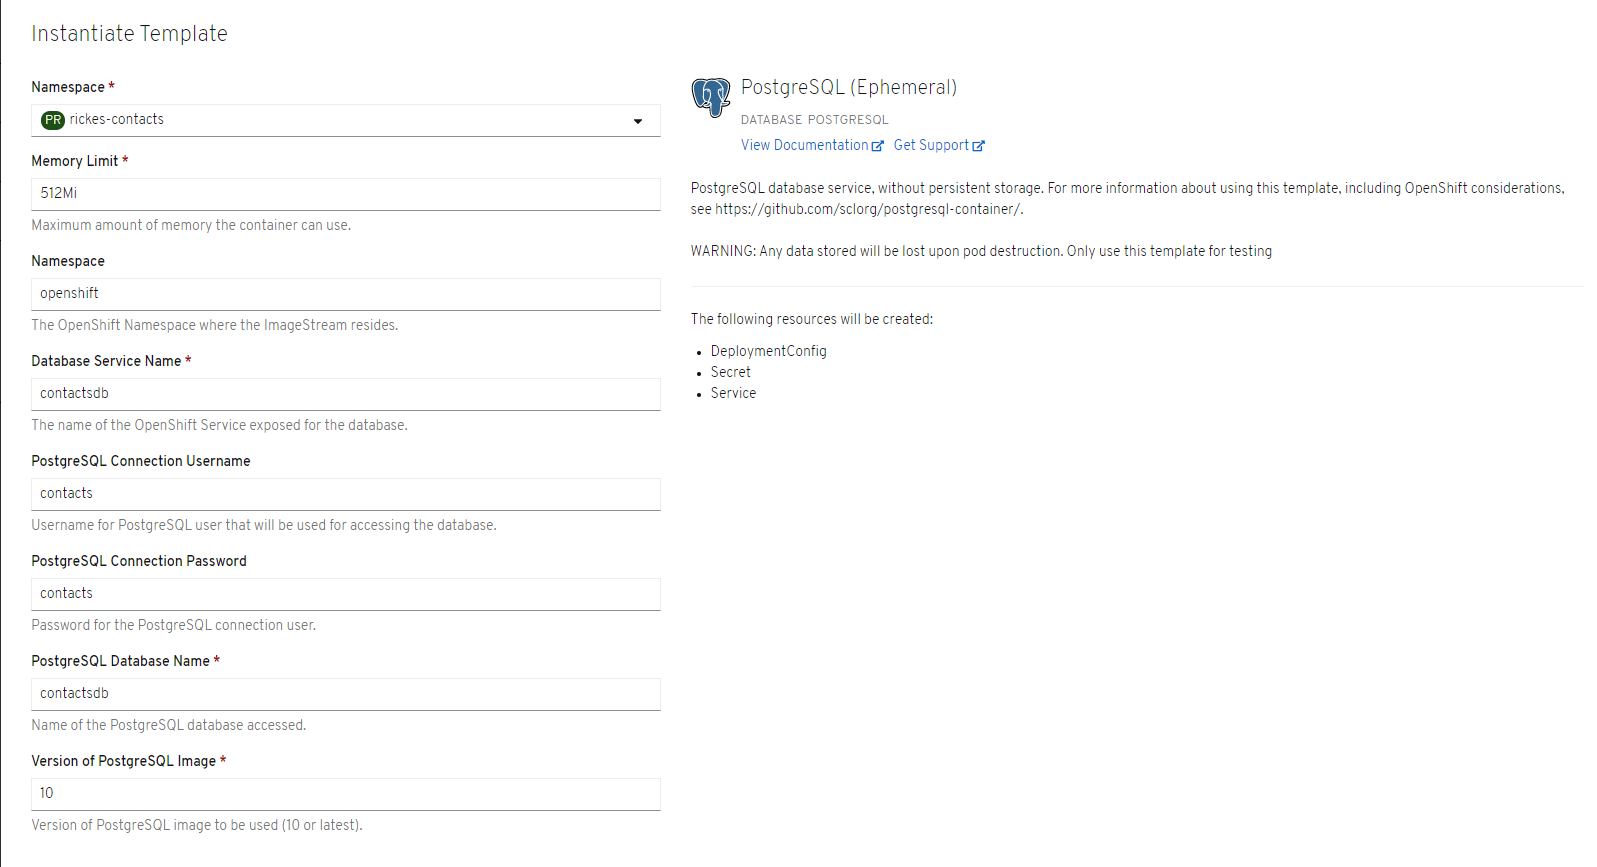 Instantiate Template
Namespace *
PR rickes-contacts
Memory Limit *
512Mi
Maximum amount of memory the container can use.
Namespace
openshift
The OpenShift Namespace where the ImageStream resides.
Database Service Name *
contactsdb
The name of the OpenShift Service exposed for the database.
PostgreSQL Connection Username
contacts
Username for PostgreSQL user that will be used for accessing the database.
PostgreSQL Connection Password
contacts
Password for the PostgreSQL connection user.
PostgreSQL Database Name *
contactsdb
Name of the PostgreSQL database accessed.
Version of PostgreSQL Image *
10
Version of PostgreSQL image to be used (10 or latest).
PostgreSQL (Ephemeral)
DATABASE POSTGRESQL
View Documentation Get Support
PostgreSQL database service, without persistent storage. For more information about using this template, including OpenShift considerations,
see https://github.com/sclorg/postgresql-container/.
WARNING: Any data stored will be lost upon pod destruction. Only use this template for testing
The following resources will be created:
• DeploymentConfig
• Secret
• Service